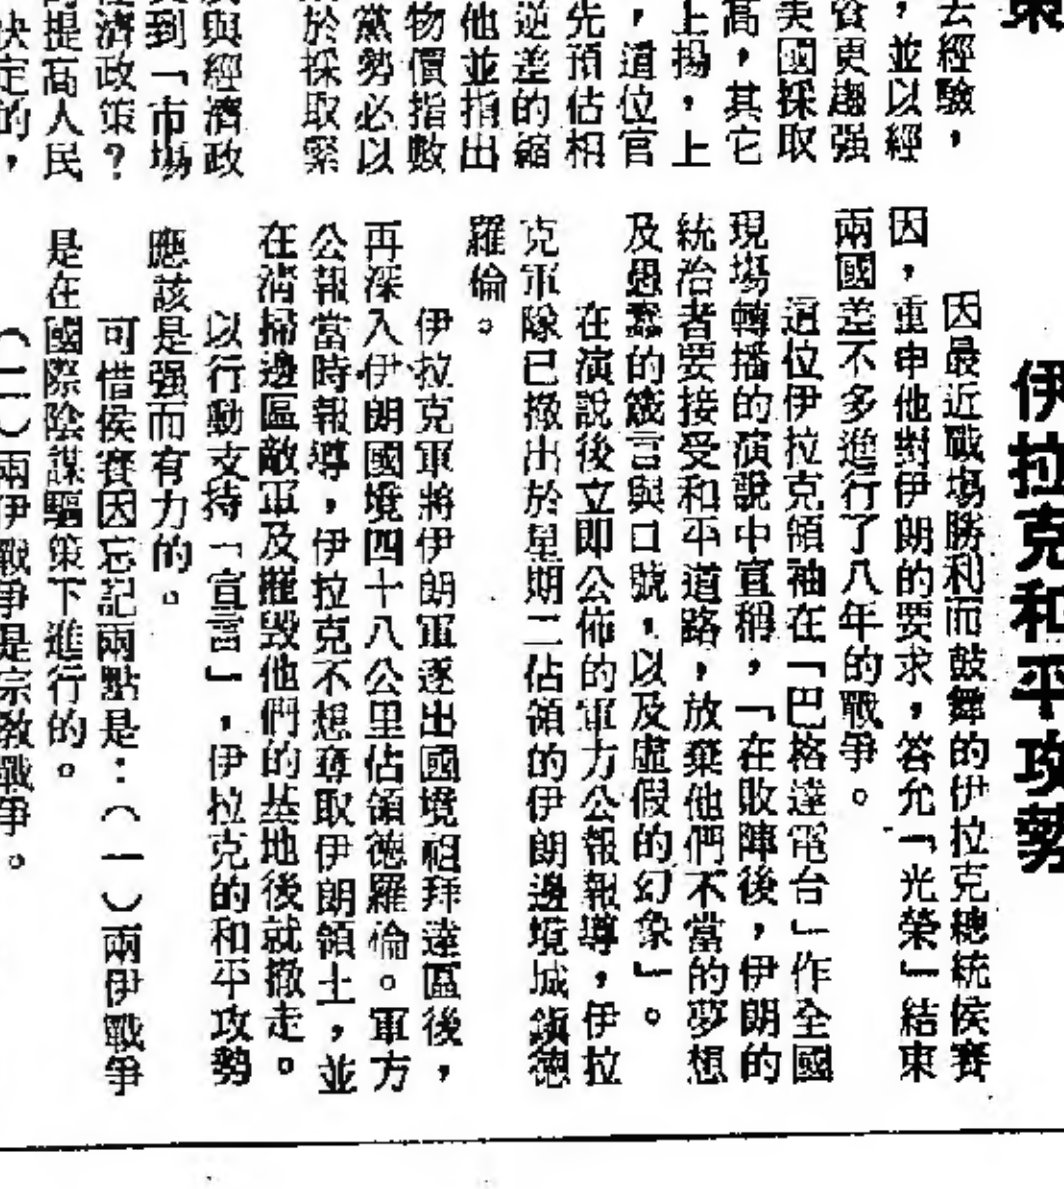 伊拉克和平攻勢
因最近戰場勝利而鼓舞的伊拉克總統侯賽
因，重申他對伊朗的要求，答允「光榮」結束
兩國差不多進行了八年的戰爭。
這位伊拉克領袖在「巴格達電台」作全國
現場轉播的演說中宣稱，「在敗陣後，伊朗的
統治者要接受和平道路，放棄他們不當的夢想
及愚蠢的箴言與口號，以及虛假的幻象」。
在演說後立即公佈的軍方公報報導，伊拉
克軍隊已撤出於星期二佔領的伊朗邊境城鎮德
羅倫。
伊拉克軍將伊朗軍逐出國境祖拜達區後，
再深入伊朗國境四十八公里佔領德羅倫。軍方
公報當時報導，伊拉克不想奪取伊朗領土，並
在清掃邊區敵軍及摧毀他們的基地後就撤走。
以行動支持「宣言」，伊拉克的和平攻勢
應該是强而有力的。
可惜侯賽因忘記兩點是：（一）兩伊戰爭
是在國際陰謀驅策下進行的。
（二）兩伊戰爭是宗教戰爭。
去經驗，
，並以經
資更趨强
美國採取
高，其它
上揚，上
，這位官
先預估相
逆差的縮
他並指出
物價指數
黨勢必以
於採取緊
與經濟政
到「市場
濟政策？
提高人民
決定的，